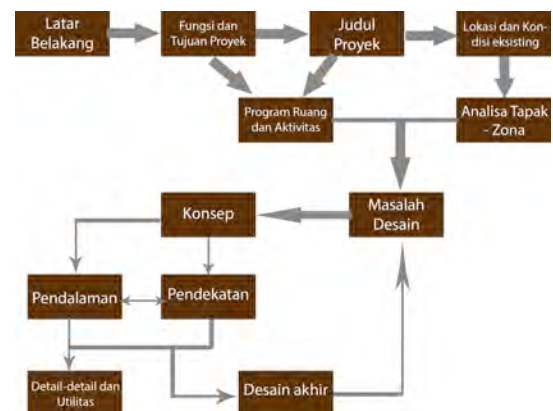 Latar
Belakang
Fungsi dan
Tujuan Proyek
Judul
Proyek
Lokasi dan Kon-
disi eksisting
Program Ruang
dan Aktivitas
Analisa Tapak
- Zona
Konsep
Masalah
Desain
Pendalaman
Pendekatan
Detail-detail dan
Utilitas
Desain akhir